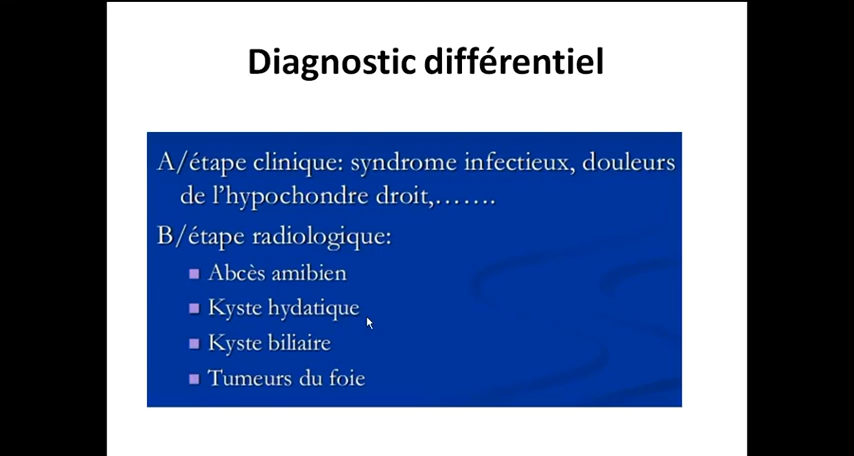 Diagnostic différentiel
A/étape clinique: syndrome infectieux, douleurs
de l’hypochondre droit,…….
B/étape radiologique:
Abcès amibien
Kyste hydatique
Kyste biliaire
Tumeurs du foie